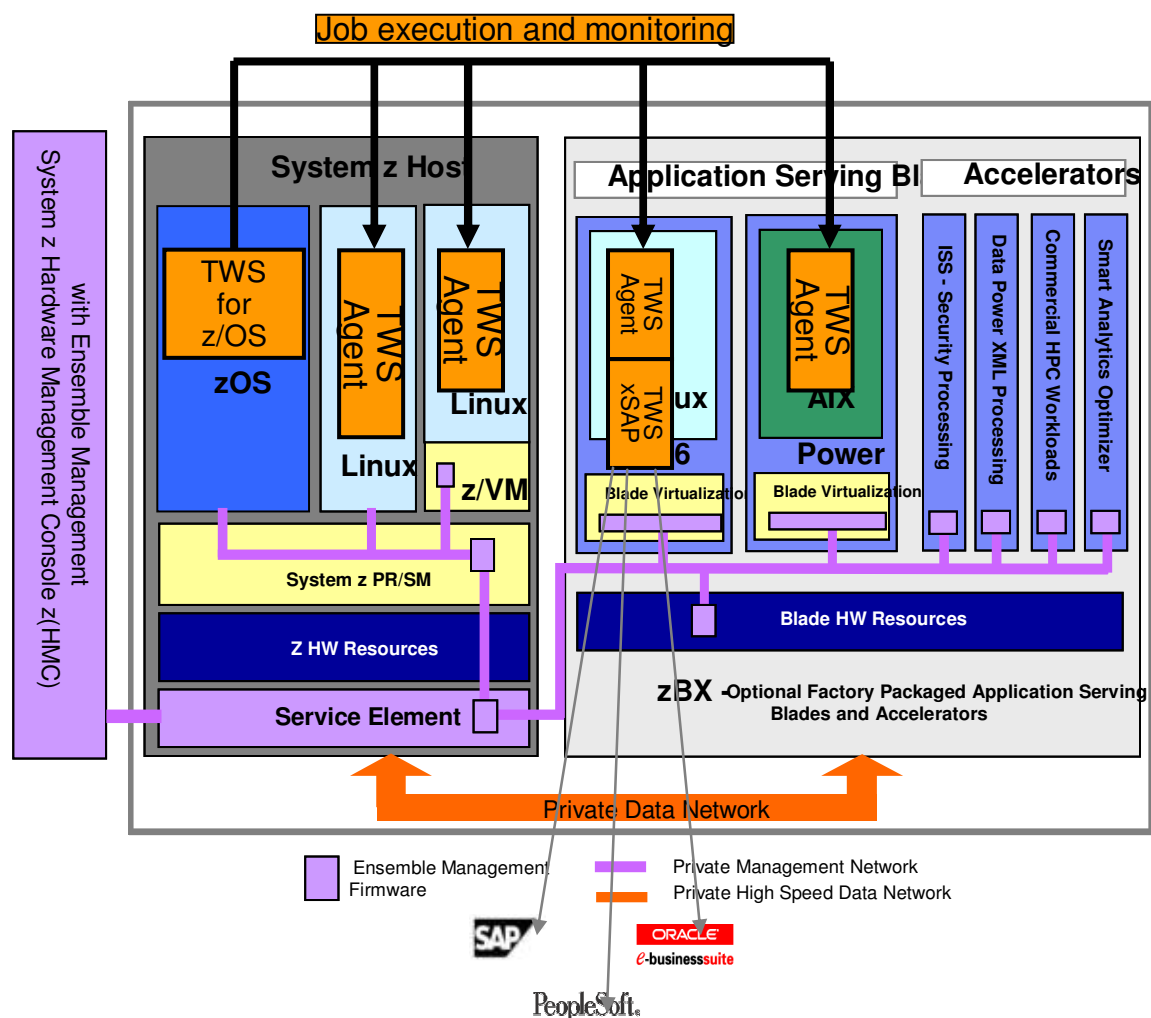 Job execution and monitoring
System z Hardware Management Console z(HMC)
with Ensemble Management
System z Host
TWS
for
z/OS
zOS
TWS
Agent
Linux
TWS
Agent
Linux
z/VM
System z PR/SM
Z HW Resources
Service Element
Application Serving Bl
Accelerators
TWS
Agent
TWS
xSAP
ux
6
Blade Virtualization
TWS
Agent
AIX
Power
Blade Virtualization
ISS - Security Processing
Data Power XML Processing
Commercial HPC Workloads
Smart Analytics Optimizer
Blade HW Resources
zBX -Optional Factory Packaged Application Serving
Blades and Accelerators
Private Data Network
Ensemble Management
Firmware
Private Management Network
Private High Speed Data Network
SAP
ORACLE
e-businesssuite
PeopleSoft.